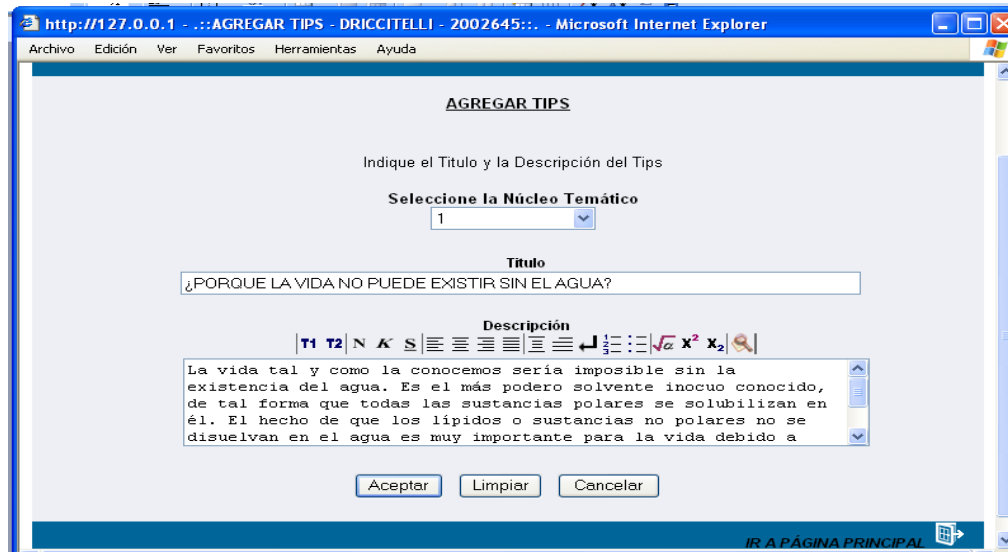 http://127.0.0.1 - .::AGREGAR TIPS - DRICCITELLI - 2002645::. - Microsoft Internet Explorer
Archivo Edición Ver Favoritos Herramientas Ayuda
AGREGAR TIPS
Indique el Titulo y la Descripción del Tips
Seleccione la Núcleo Temático
1
Titulo
¿PORQUE LA VIDA NO PUEDE EXISTIR SIN EL AGUA?
Descripción
T1 T2 N K S √α X² X₂
La vida tal y como la conocemos sería imposible sin la
existencia del agua. Es el más podero solvente inocuo conocido,
de tal forma que todas las sustancias polares se solubilizan en
él. El hecho de que los lípidos o sustancias no polares no se
disuelvan en el agua es muy importante para la vida debido a
Aceptar Limpiar Cancelar
IR A PÁGINA PRINCIPAL